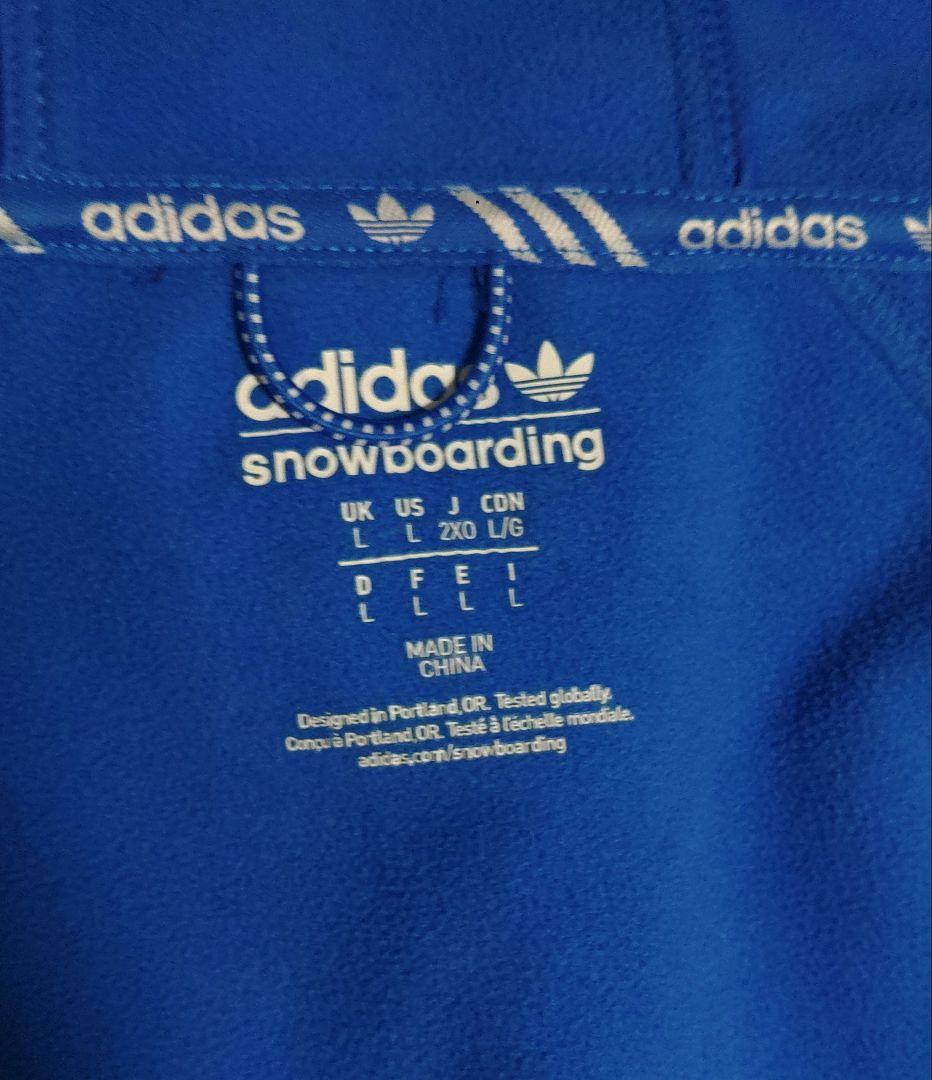 adidas adidas
adidas
snowboarding
UK US J CDN
L L 2XO L/G
D F E I
L L L L
MADE IN
CHINA
Designed in Portland, OR. Tested globally.
Conçu à Portland, OR. Testé à l'échelle mondiale.
adidas.com/snowboarding